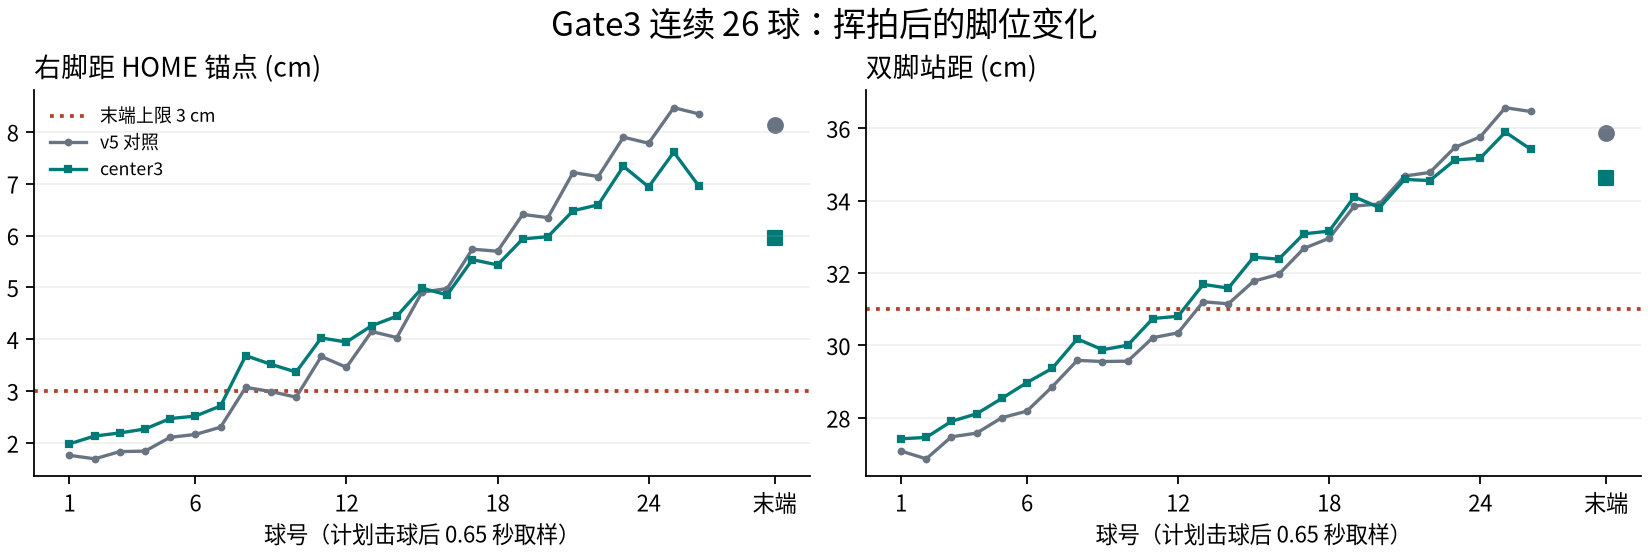 Gate3 连续 26 球：挥拍后的脚位变化
右脚距 HOME 锚点 (cm)
末端上限 3 cm
v5 对照
center3
8
7
6
5
4
3
2
1
6
12
18
24
末端
球号（计划击球后 0.65 秒取样）
双脚站距 (cm)
36
34
32
30
28
1
6
12
18
24
末端
球号（计划击球后 0.65 秒取样）